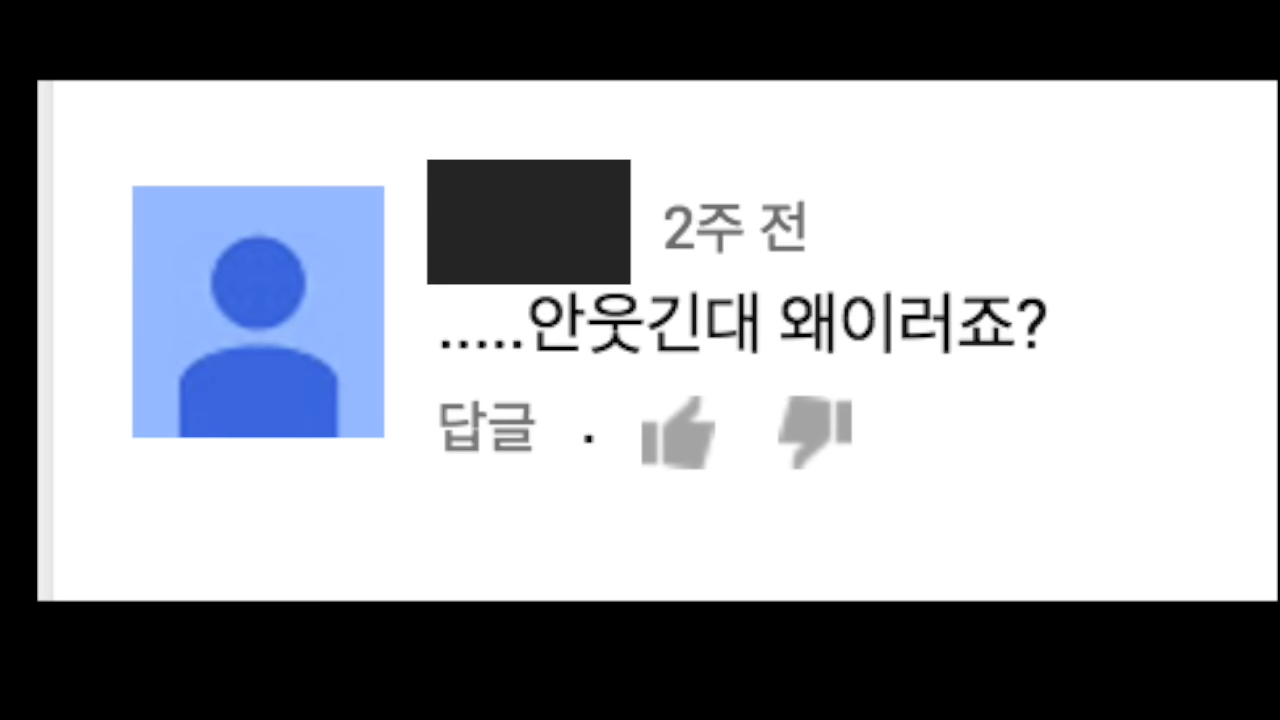 2주 전
.....안웃긴대 왜이러죠?
답글 ·